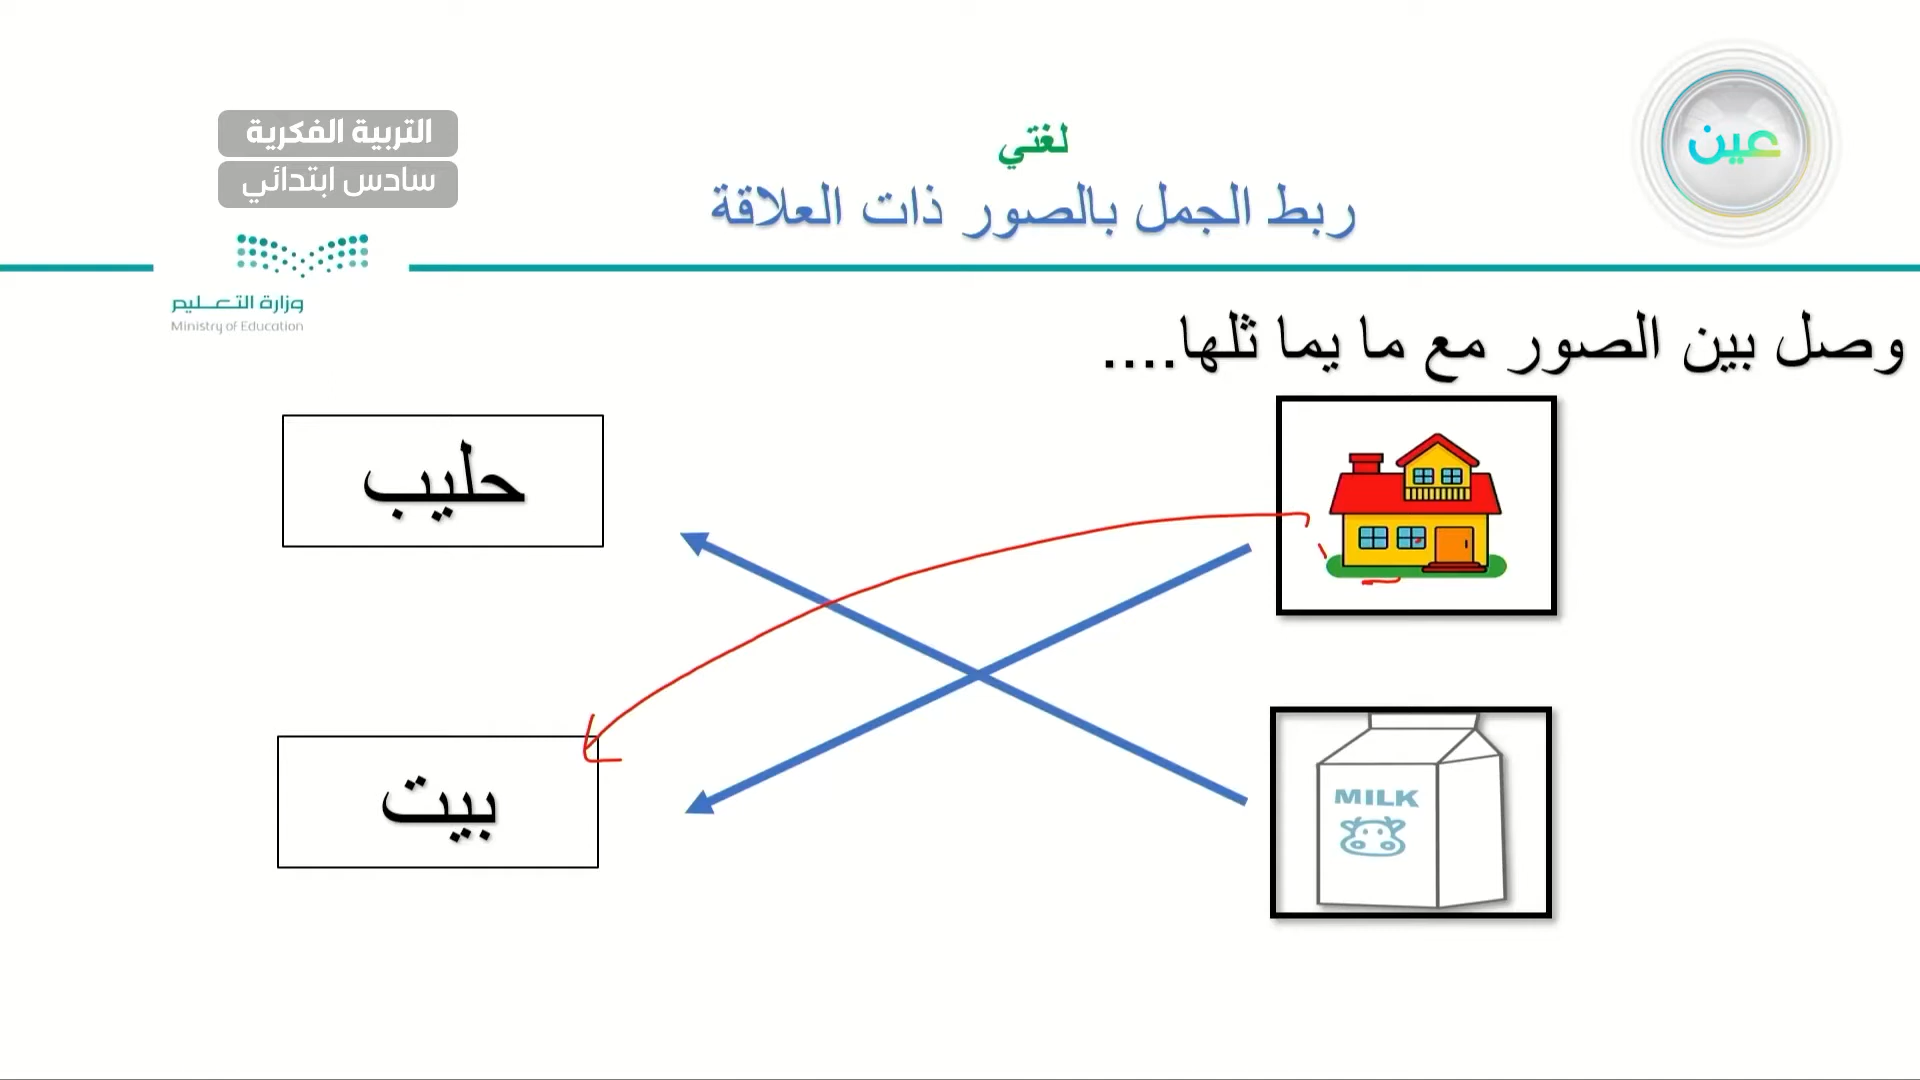 عين
التربية الفكرية
سادس ابتدائي
لغتي
ربط الجمل بالصور ذات العلاقة
وزارة التعليم
Ministry of Education
وصل بين الصور مع ما يما ثلها....
حليب
بيت
MILK